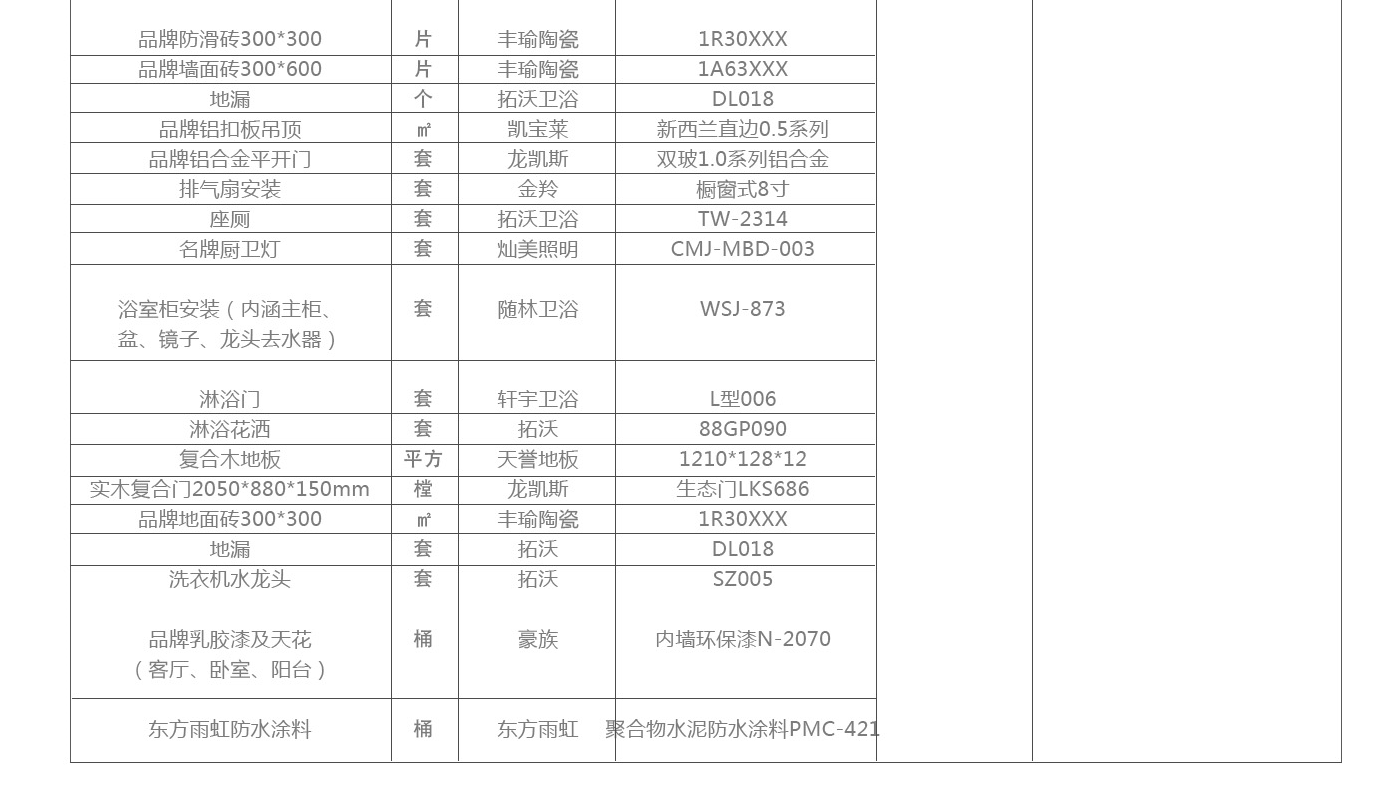 品牌防滑砖300*300 片 丰瑜陶瓷 1R30XXX
品牌墙面砖300*600 片 丰瑜陶瓷 1A63XXX
地漏 个 拓沃卫浴 DL018
品牌铝扣板吊顶 ㎡ 凯宝莱 新西兰直边0.5系列
品牌铝合金平开门 套 龙凯斯 双玻1.0系列铝合金
排气扇安装 套 金羚 橱窗式8寸
座厕 套 拓沃卫浴 TW-2314
名牌厨卫灯 套 灿美照明 CMJ-MBD-003
浴室柜安装（内涵主柜、 套 随林卫浴 WSJ-873
盆、镜子、龙头去水器）
淋浴门 套 轩宇卫浴 L型006
淋浴花洒 套 拓沃 88GP090
复合木地板 平方 天誉地板 1210*128*12
实木复合门2050*880*150mm 樘 龙凯斯 生态门LKS686
品牌地面砖300*300 ㎡ 丰瑜陶瓷 1R30XXX
地漏 套 拓沃 DL018
洗衣机水龙头 套 拓沃 SZ005
品牌乳胶漆及天花 桶 豪族 内墙环保漆N-2070
（客厅、卧室、阳台）
东方雨虹防水涂料 桶 东方雨虹 聚合物水泥防水涂料PMC-421